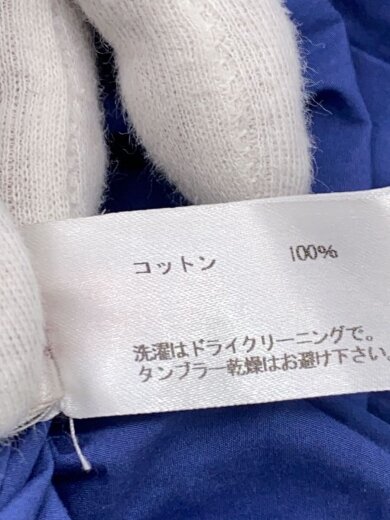 コットン 100%
洗濯はドライクリーニングで。
タンブラー乾燥はお避け下さい。